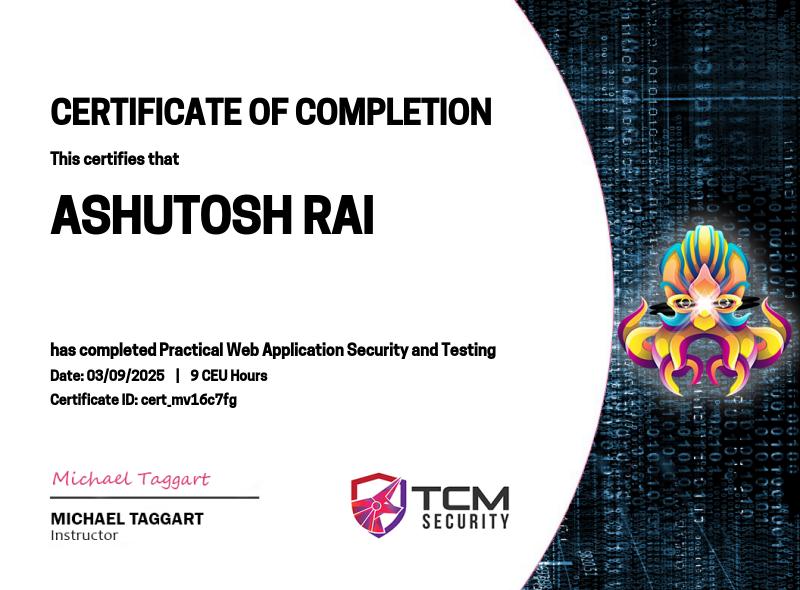 CERTIFICATE OF COMPLETION
This certifies that
ASHUTOSH RAI
has completed Practical Web Application Security and Testing
Date: 03/09/2025 | 9 CEU Hours
Certificate ID: cert_mv16c7fg
Michael Taggart
MICHAEL TAGGART
Instructor
TCM
SECURITY